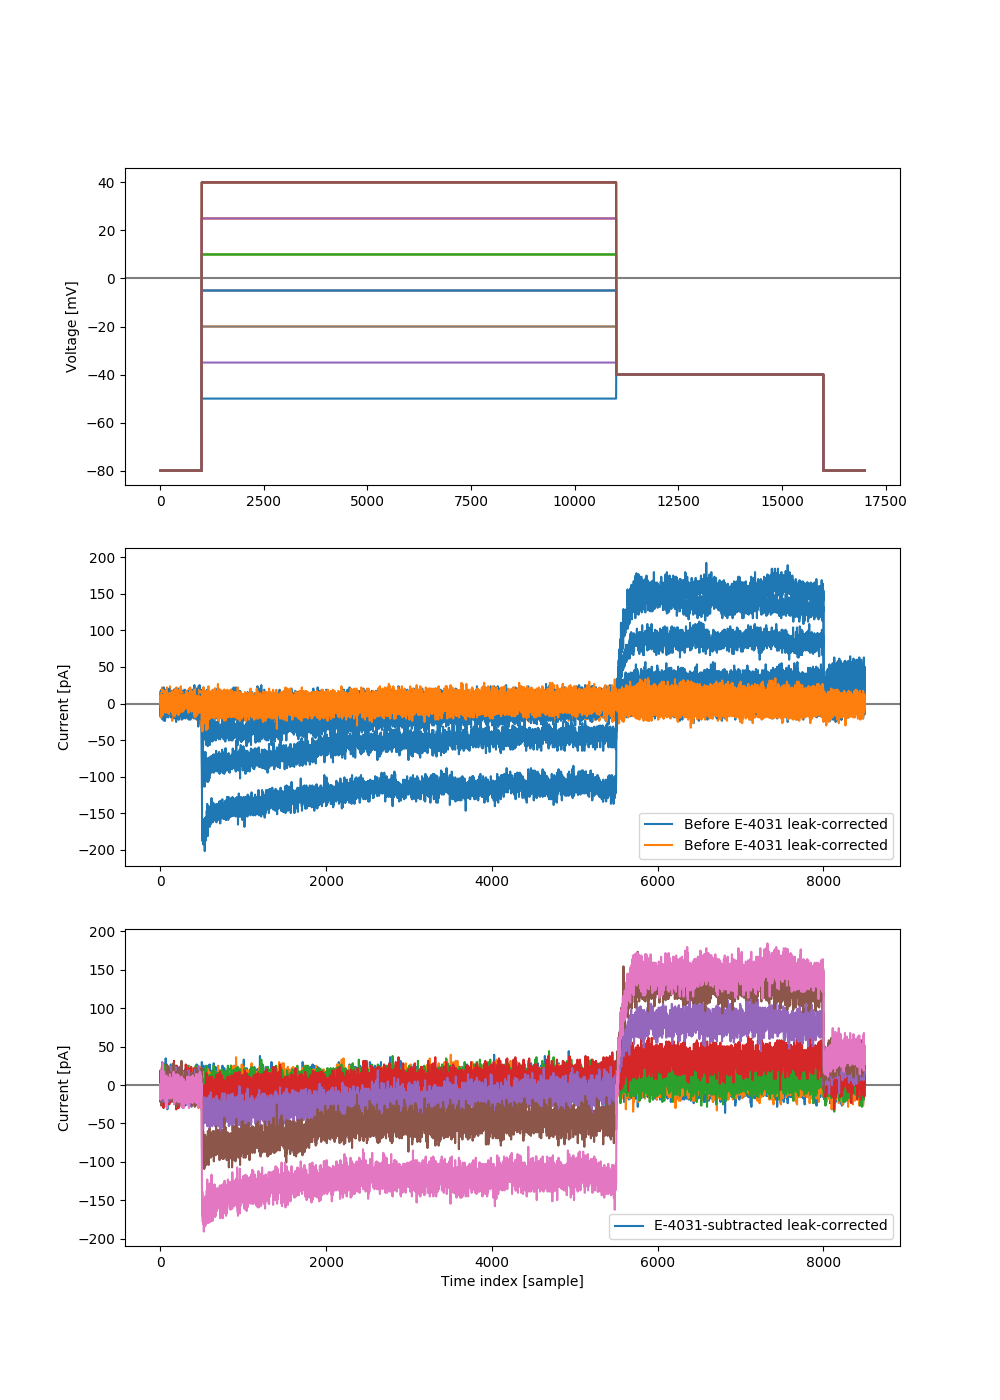 40
20
0
−20
−40
−60
−80
Voltage [mV]
0 2500 5000 7500 10000 12500 15000 17500
200
150
100
50
0
−50
−100
−150
−200
Current [pA]
Before E-4031 leak-corrected
Before E-4031 leak-corrected
0 2000 4000 6000 8000
200
150
100
50
0
−50
−100
−150
−200
Current [pA]
E-4031-subtracted leak-corrected
0 2000 4000 6000 8000
Time index [sample]